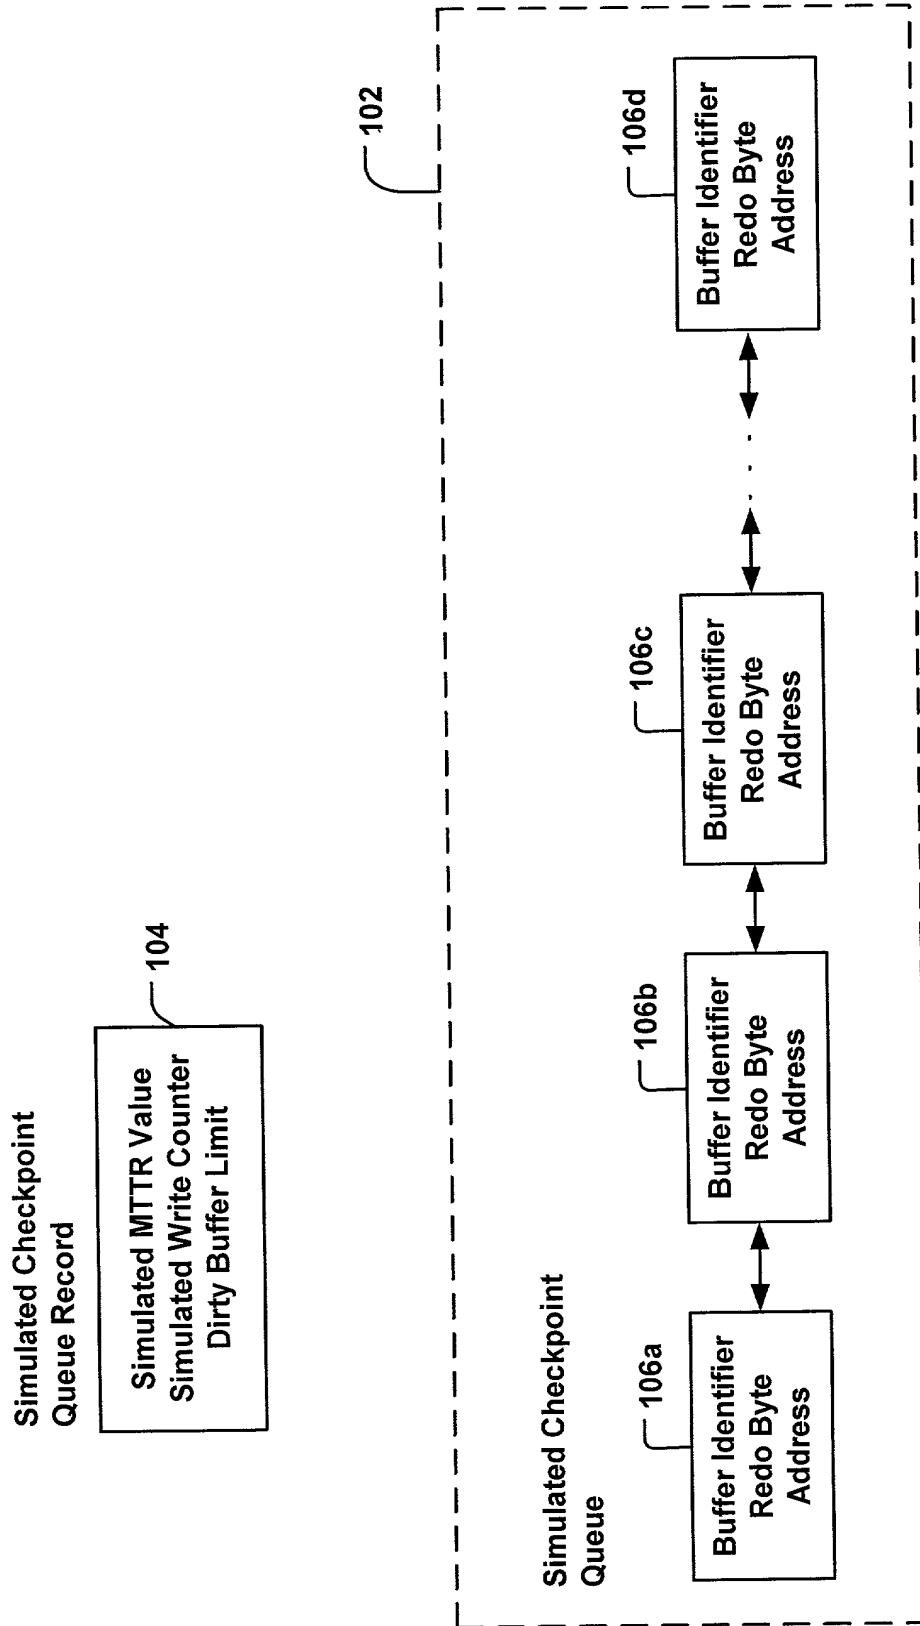 Simulated Checkpoint
Queue Record
104
Simulated MTTR Value
Simulated Write Counter
Dirty Buffer Limit
102
Simulated Checkpoint
Queue
106a
Buffer Identifier
Redo Byte
Address
106b
Buffer Identifier
Redo Byte
Address
106c
Buffer Identifier
Redo Byte
Address
. . .
106d
Buffer Identifier
Redo Byte
Address